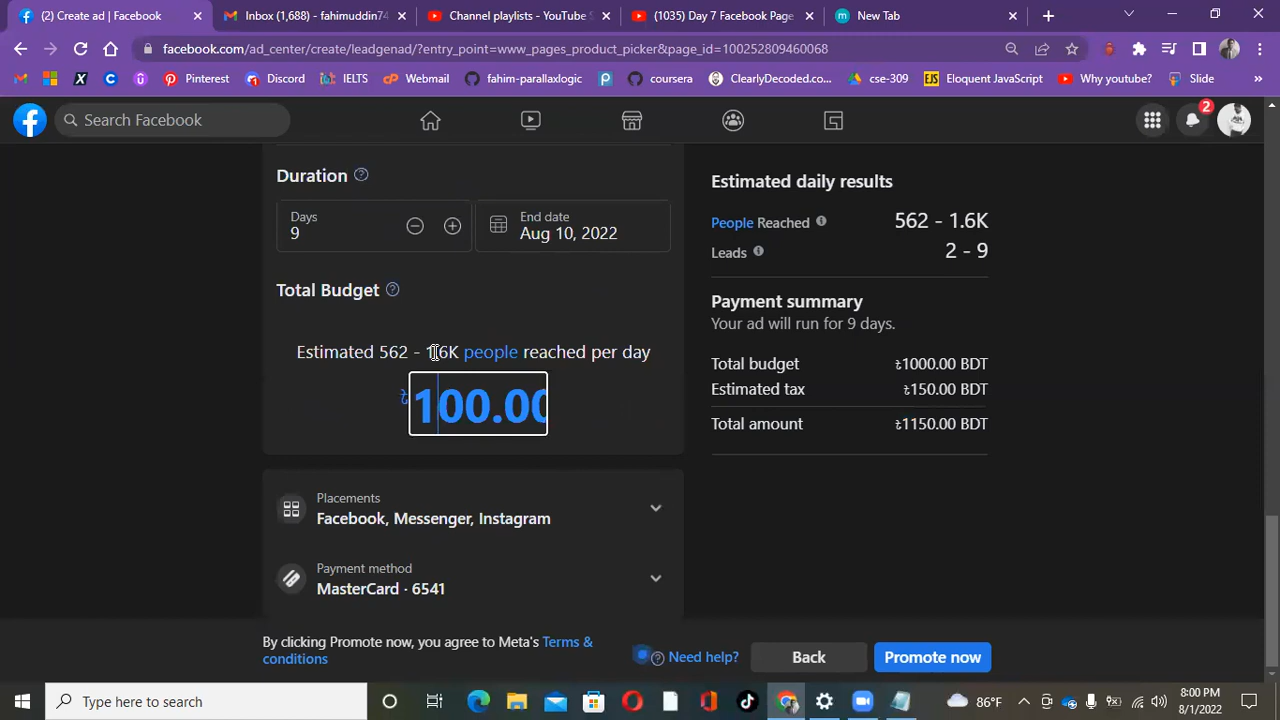 (2) Create ad | Facebook
Inbox (1,688) - fahimuddin74
Channel playlists - YouTube S
(1035) Day 7 Facebook Page
New Tab
facebook.com/ad_center/create/leadgenad/?entry_point=www_pages_product_picker&page_id=100252809460068
Pinterest
Discord
IELTS
Webmail
fahim-parallaxlogic
coursera
ClearlyDecoded.co...
cse-309
EJS
Eloquent JavaScript
Why youtube?
Slide
Search Facebook
2
Duration
Days
9
End date
Aug 10, 2022
Total Budget
Estimated 562 - 1.6K people reached per day
৳ 100.00
Placements
Facebook, Messenger, Instagram
Payment method
MasterCard · 6541
Estimated daily results
People Reached 562 - 1.6K
Leads 2 - 9
Payment summary
Your ad will run for 9 days.
Total budget ৳1000.00 BDT
Estimated tax ৳150.00 BDT
Total amount ৳1150.00 BDT
By clicking Promote now, you agree to Meta's Terms &
conditions
Need help?
Back
Promote now
Type here to search
86°F
8:00 PM
8/1/2022